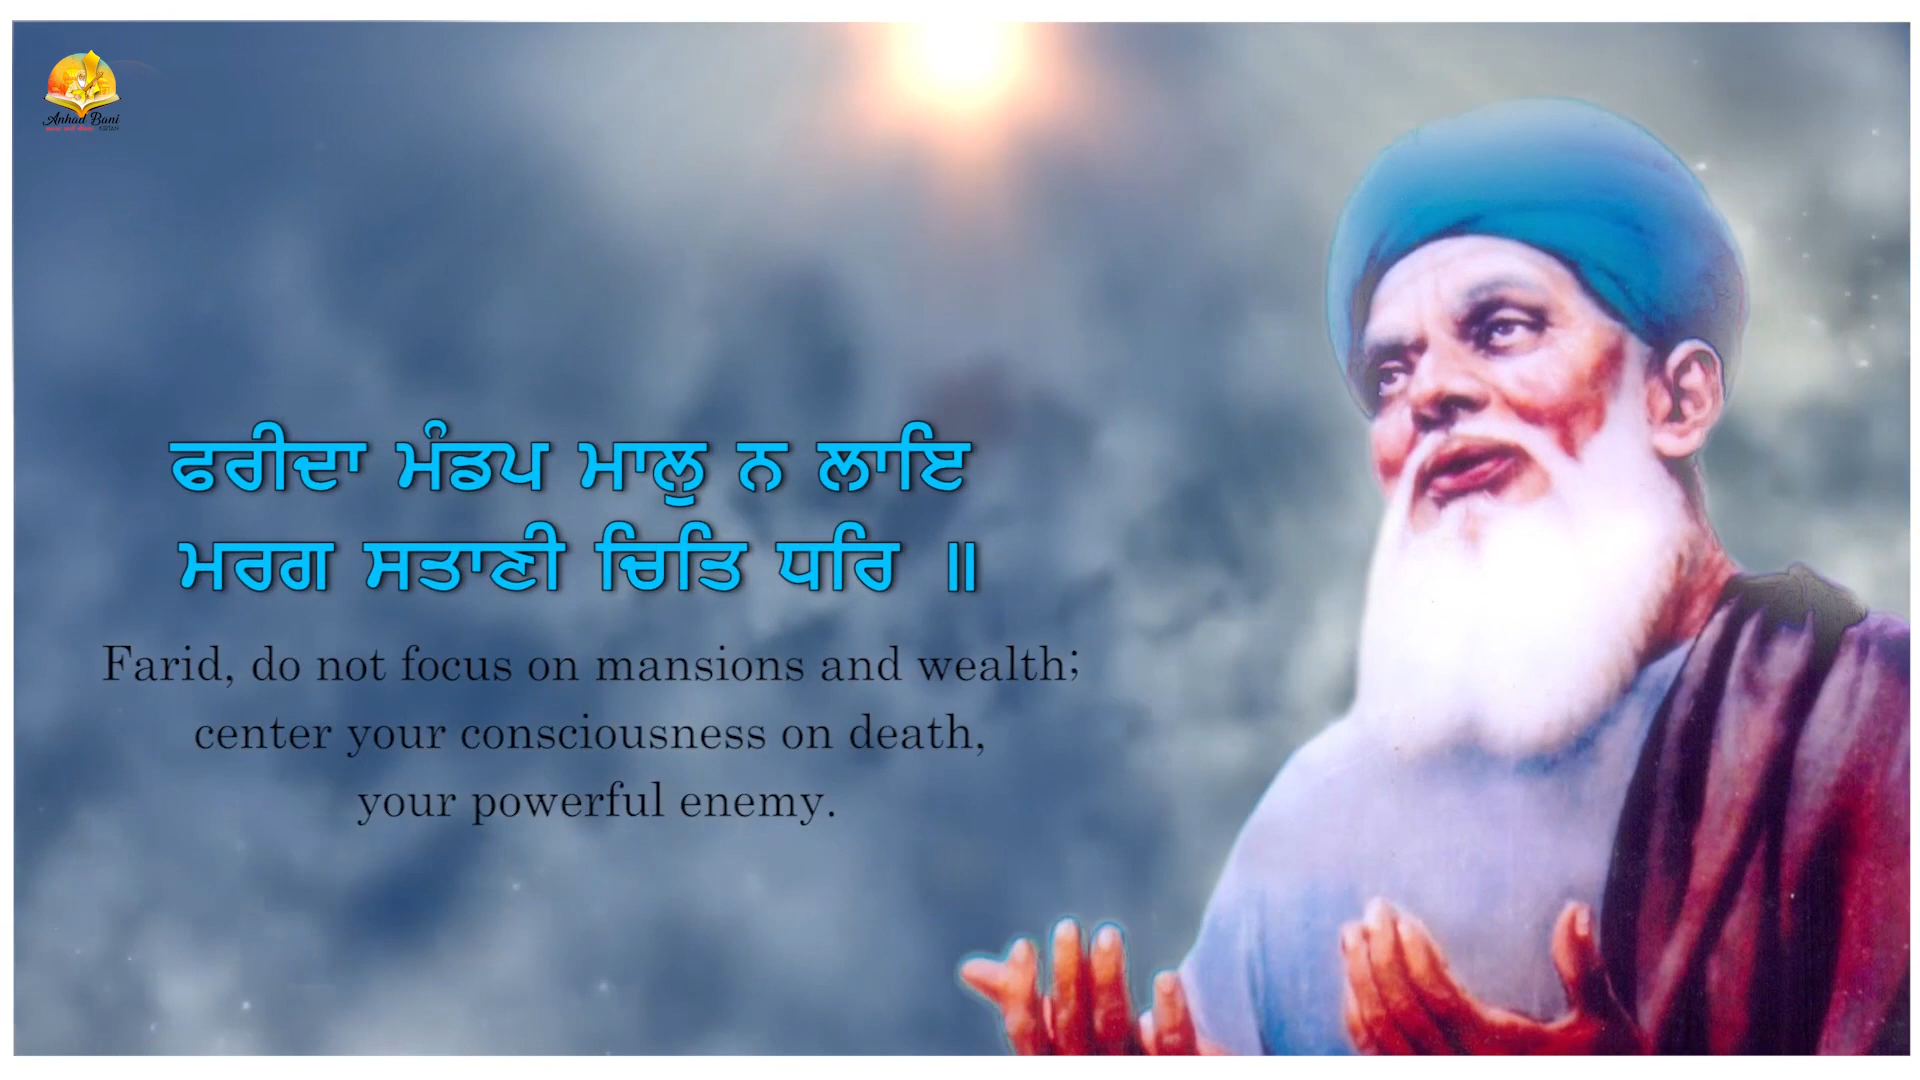 Anhad Bani
ਫਰੀਦਾ ਮੰਡਪ ਮਾਲੁ ਨ ਲਾਇ
ਮਰਗ ਸਤਾਣੀ ਚਿਤਿ ਧਰਿ ॥
Farid, do not focus on mansions and wealth;
center your consciousness on death,
your powerful enemy.